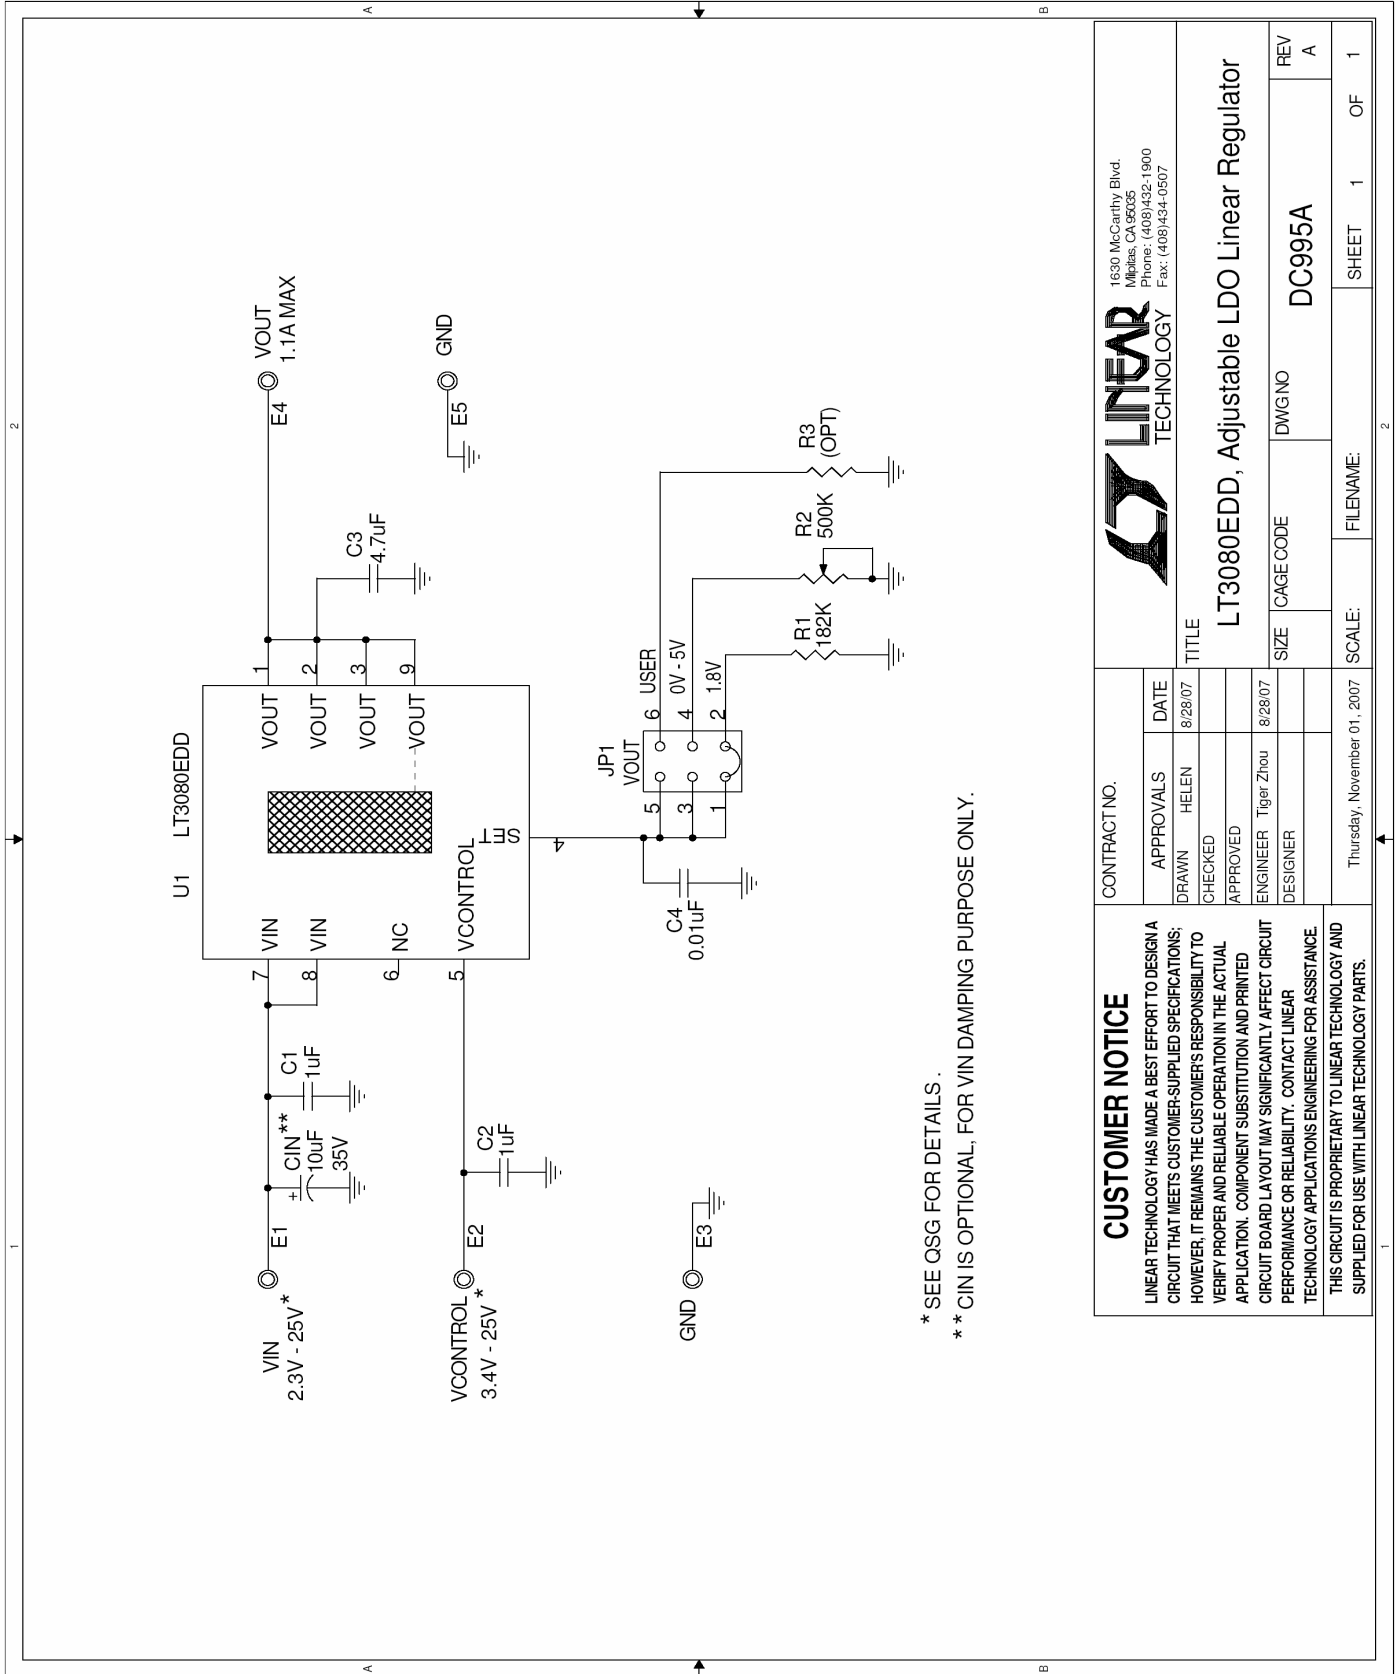 1
2
A
B
U1
LT3080EDD
VIN
2.3V - 25V *
E1
CIN **
10uF
35V
+
C1
1uF
7
VIN
8
VIN
6
NC
5
VCONTROL
SET
4
VOUT
1
VOUT
2
VOUT
3
VOUT
9
E4
VOUT
1.1A MAX
C3
4.7uF
E5
GND
VCONTROL
3.4V - 25V *
E2
C2
1uF
GND
E3
C4
0.01uF
JP1
VOUT
5
6
USER
3
4
0V - 5V
1
2
1.8V
R1
182K
R2
500K
R3
(OPT)
* SEE QSG FOR DETAILS .
** CIN IS OPTIONAL, FOR VIN DAMPING PURPOSE ONLY.
CUSTOMER NOTICE
LINEAR TECHNOLOGY HAS MADE A BEST EFFORT TO DESIGN A
CIRCUIT THAT MEETS CUSTOMER-SUPPLIED SPECIFICATIONS;
HOWEVER, IT REMAINS THE CUSTOMER'S RESPONSIBILITY TO
VERIFY PROPER AND RELIABLE OPERATION IN THE ACTUAL
APPLICATION. COMPONENT SUBSTITUTION AND PRINTED
CIRCUIT BOARD LAYOUT MAY SIGNIFICANTLY AFFECT CIRCUIT
PERFORMANCE OR RELIABILITY. CONTACT LINEAR
TECHNOLOGY APPLICATIONS ENGINEERING FOR ASSISTANCE.
THIS CIRCUIT IS PROPRIETARY TO LINEAR TECHNOLOGY AND
SUPPLIED FOR USE WITH LINEAR TECHNOLOGY PARTS.
CONTRACT NO.
APPROVALS DATE
DRAWN HELEN 8/28/07
CHECKED
APPROVED
ENGINEER Tiger Zhou 8/28/07
DESIGNER
Thursday, November 01, 2007
LINEAR
TECHNOLOGY
1630 McCarthy Blvd.
Milpitas, CA 95035
Phone: (408)432-1900
Fax: (408)434-0507
TITLE
LT3080EDD, Adjustable LDO Linear Regulator
SIZE
CAGE CODE
DWG NO
DC995A
REV
A
SCALE:
FILENAME:
SHEET 1 OF 1
1
2
A
B